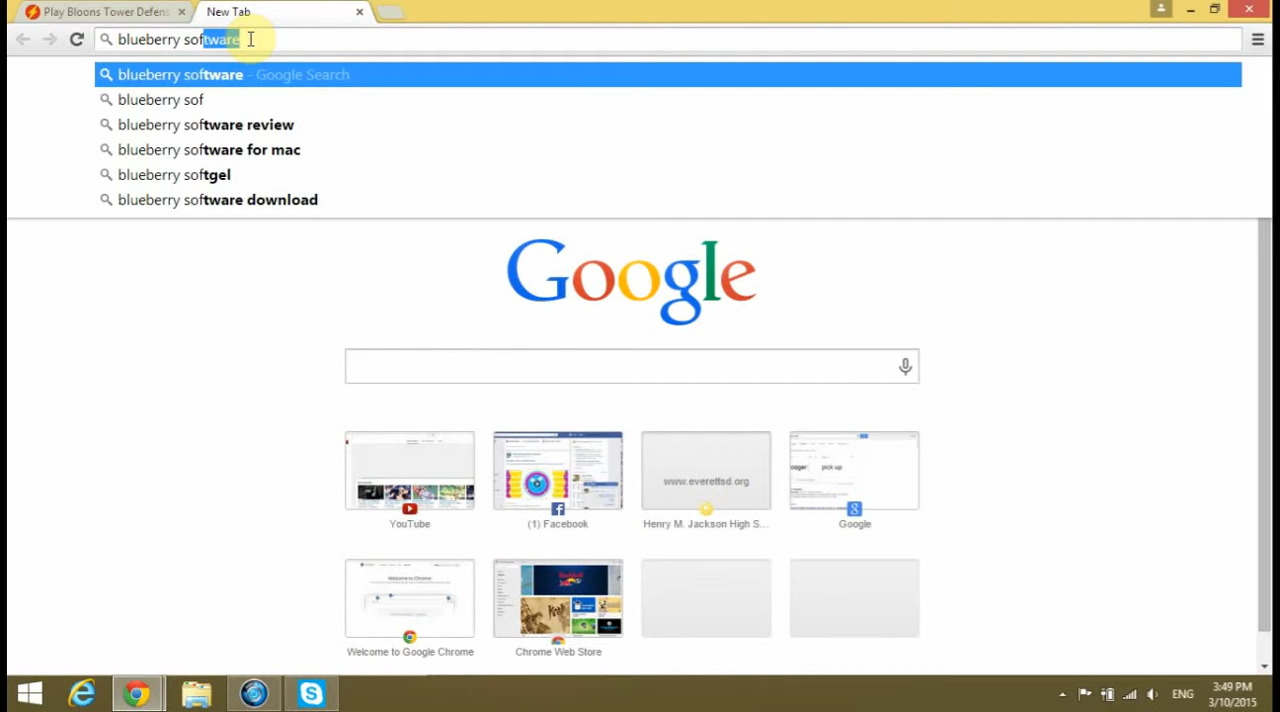 Play Bloons Tower Defens
New Tab
blueberry software
blueberry software - Google Search
blueberry sof
blueberry software review
blueberry software for mac
blueberry softgel
blueberry software download
Google
www.everettsd.org
YouTube
(1) Facebook
Henry M. Jackson High S...
Google
Welcome to Google Chrome
Chrome Web Store
ENG
3:49 PM
3/10/2015